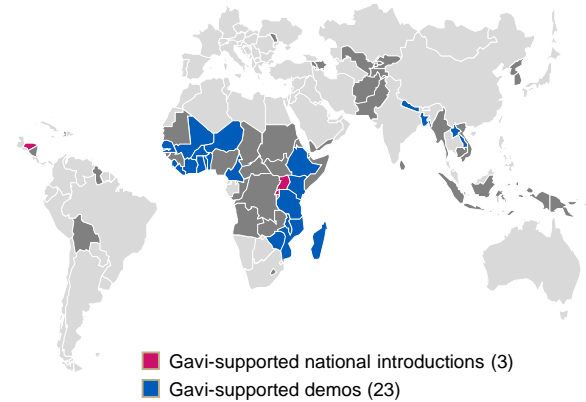 Gavi-supported national introductions (3)
Gavi-supported demos (23)